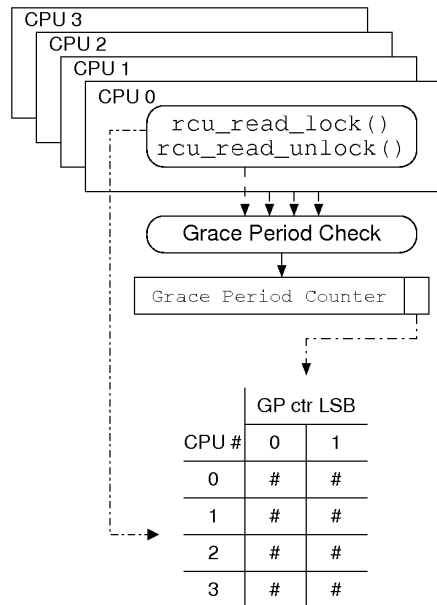 CPU 3
CPU 2
CPU 1
CPU 0
rcu_read_lock()
rcu_read_unlock()
Grace Period Check
Grace Period Counter
GP ctr LSB
CPU # 0 1
0 # #
1 # #
2 # #
3 # #